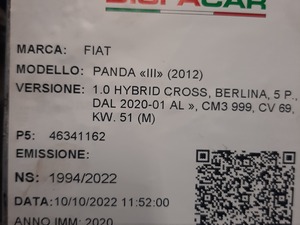 DISPACAR
MARCA: FIAT
MODELLO: PANDA «III» (2012)
VERSIONE: 1.0 HYBRID CROSS, BERLINA, 5 P.,
DAL 2020-01 AL », CM3 999, CV 69,
KW. 51 (M)
P5: 46341162
EMISSIONE:
NS: 1994/2022
DATA:10/10/2022 11:52:00
ANNO IMM: 2020